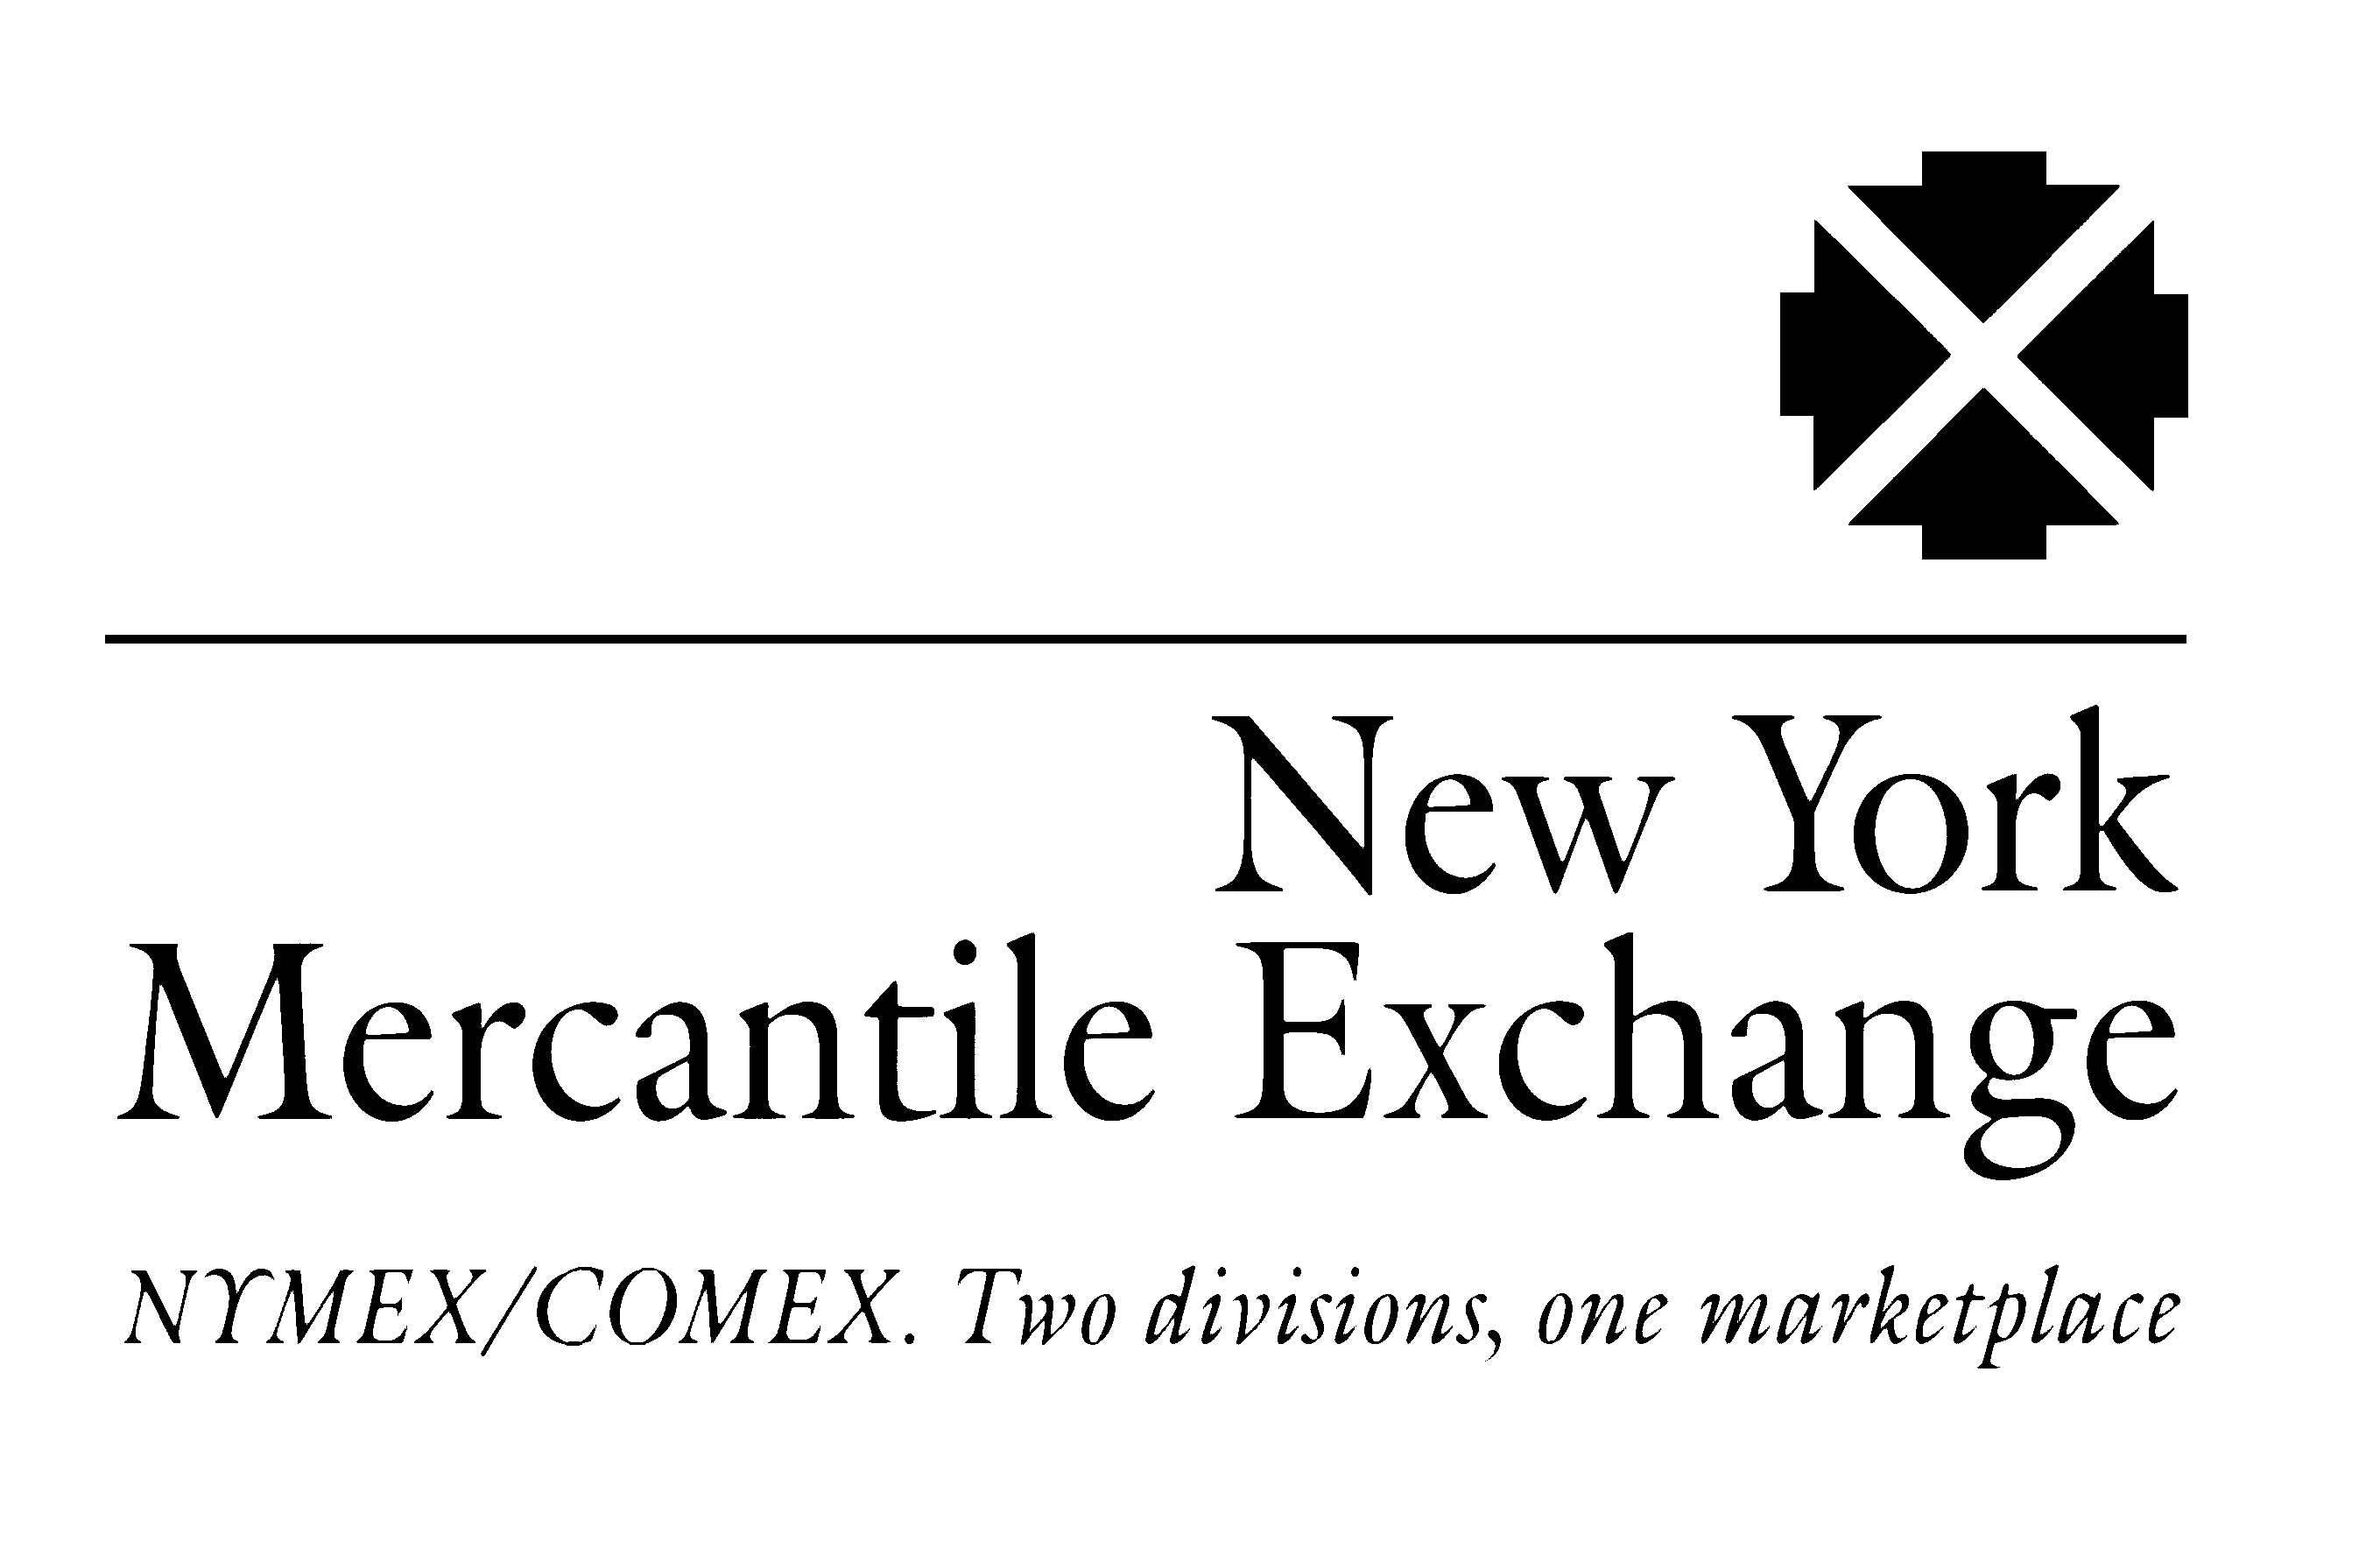 New York
Mercantile Exchange
NYMEX/COMEX. Two divisions, one marketplace